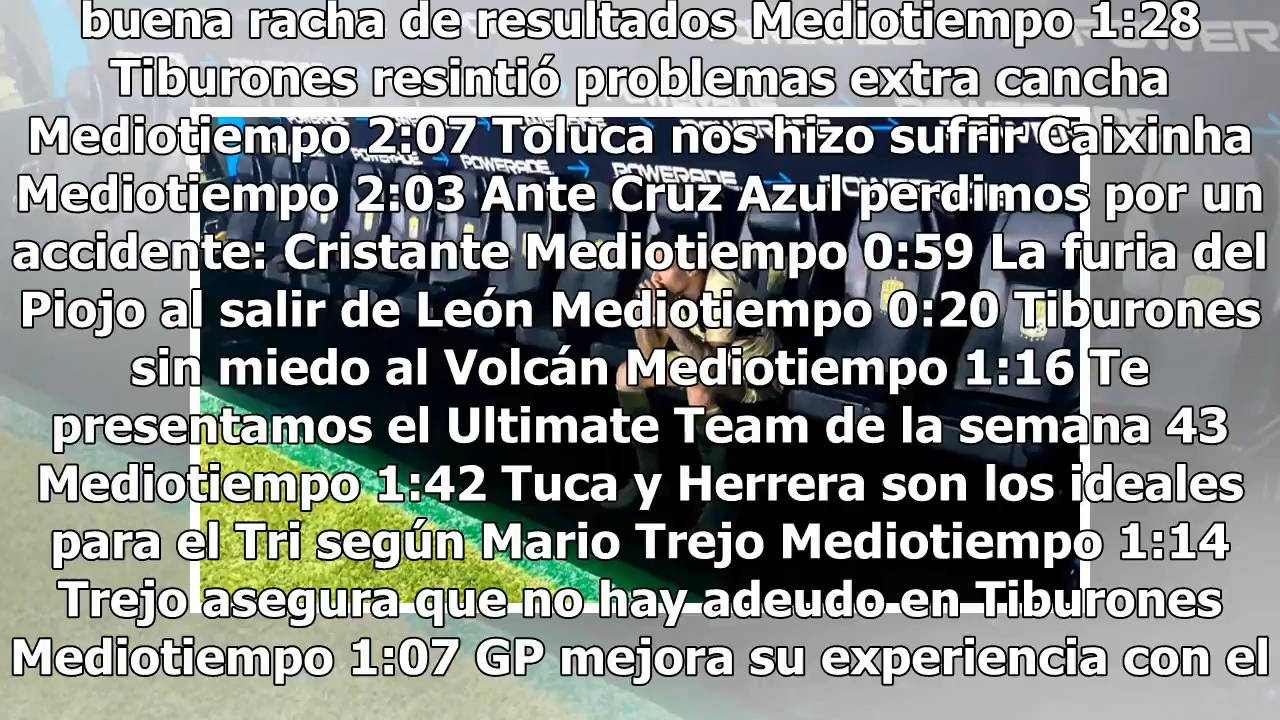 buena racha de resultados Mediotiempo 1:28
Tiburones resintió problemas extra cancha
Mediotiempo 2:07 Toluca nos hizo sufrir Caixinha
Mediotiempo 2:03 Ante Cruz Azul perdimos por un
accidente: Cristante Mediotiempo 0:59 La furia del
Piojo al salir de León Mediotiempo 0:20 Tiburones
sin miedo al Volcán Mediotiempo 1:16 Te
presentamos el Ultimate Team de la semana 43
Mediotiempo 1:42 Tuca y Herrera son los ideales
para el Tri según Mario Trejo Mediotiempo 1:14
Trejo asegura que no hay adeudo en Tiburones
Mediotiempo 1:07 GP mejora su experiencia con el
POWERADE
POWERADE
POWERADE